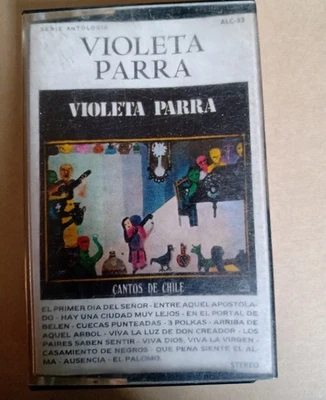 SERIE ANTOLOGIA ALC-43
VIOLETA
PARRA
VIOLETA PARRA
CANTOS DE CHILE
EL PRIMER DIA DEL SEÑOR - ENTRE AQUEL APOSTOLA-
DO - HAY UNA CIUDAD MUY LEJOS - EN EL PORTAL DE
BELEN - CUECAS PUNTEADAS - 3 POLKAS - ARRIBA DE
AQUEL ARBOL - VIVA LA LUZ DE DON CREADOR - LOS
PAIRES SABEN SENTIR - VIVA DIOS, VIVA LA VIRGEN -
CASAMIENTO DE NEGROS - QUE PENA SIENTE EL AL-
MA - AUSENCIA - EL PALOMO.
STEREO